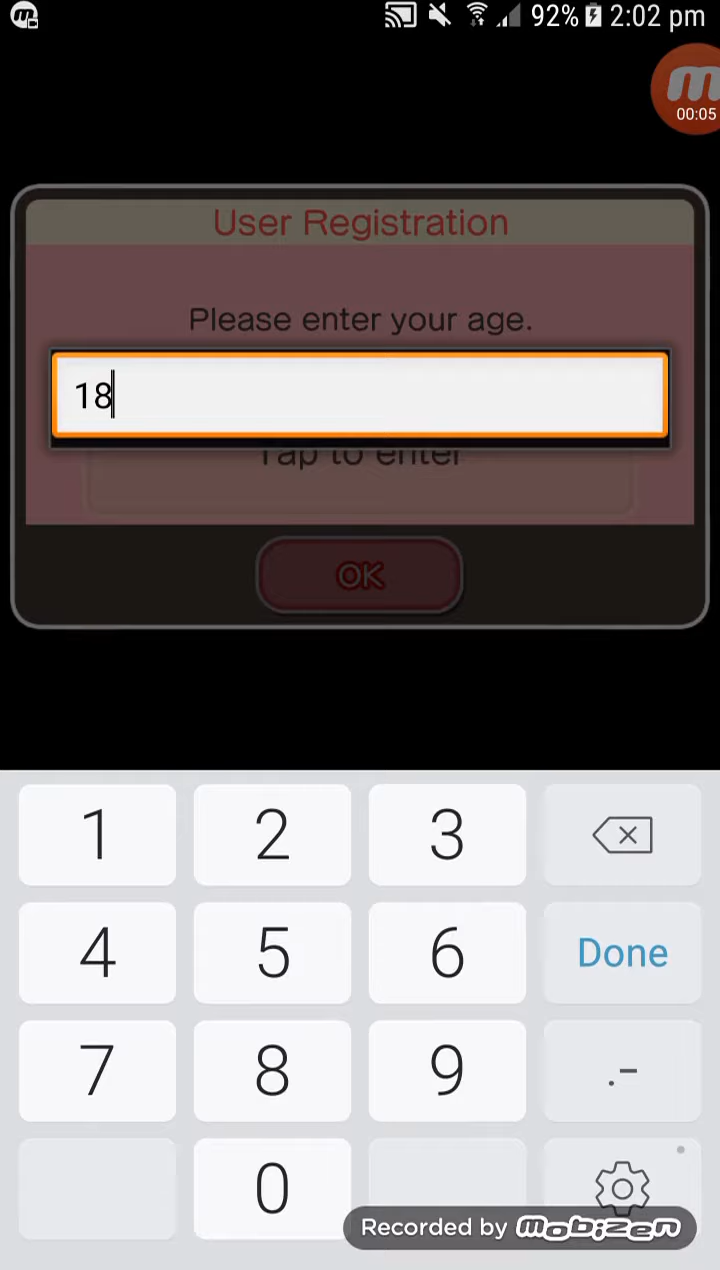 92% 2:02 pm
m
00:05
User Registration
Please enter your age.
18
Tap to enter
OK
1 2 3
4 5 6 Done
7 8 9 .-
0
Recorded by mobizen